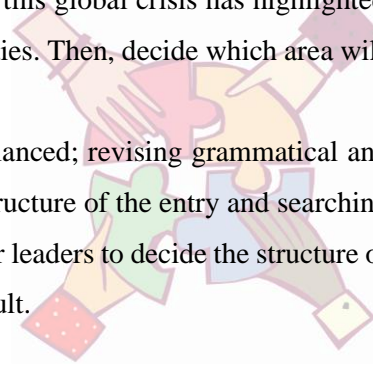 this global crisis has highlighted
ies. Then, decide which area wil
anced; revising grammatical an
ructure of the entry and searchin
r leaders to decide the structure o
ult.